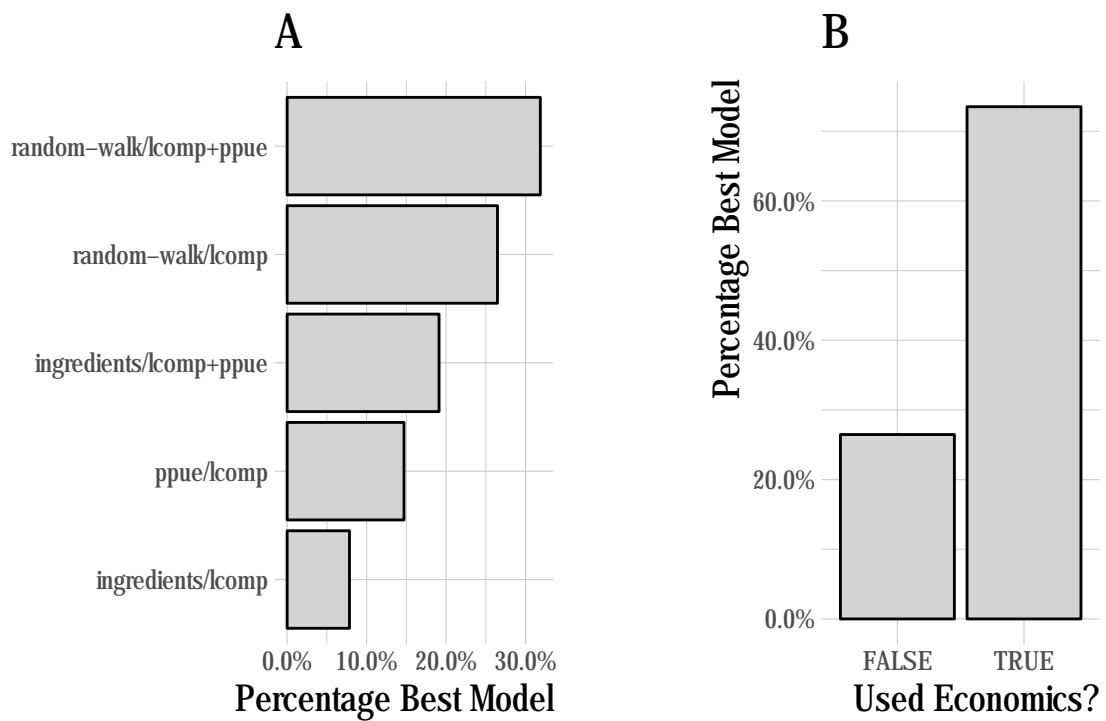 A
random–walk/lcomp+ppue
random–walk/lcomp
ingredients/lcomp+ppue
ppue/lcomp
ingredients/lcomp
0.0% 10.0% 20.0% 30.0%
Percentage Best Model
B
Percentage Best Model
60.0%
40.0%
20.0%
0.0%
FALSE TRUE
Used Economics?